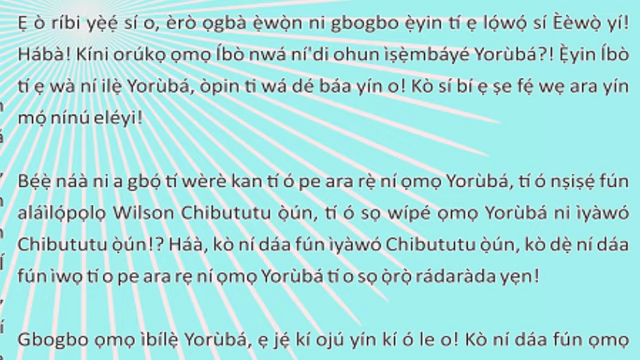 Ẹ ò ríbi yẹ̀ẹ́ sí o, èrò ọgbà ẹ̀wọ̀n ni gbogbo ẹ̀yin tí ẹ lọ́wọ́ sí Èèwọ̀ yí!
Hábà! Kíni orúkọ ọmọ Íbò nwá ní'di ohun ìṣẹ̀mbáyé Yorùbá?! Ẹ̀yin Íbò
tí ẹ wà ní ilẹ̀ Yorùbá, òpin ti wá dé báa yín o! Kò sí bí ẹ ṣe fẹ́ wẹ ara yín
mọ́ nínú eléyi!
Bẹ́ẹ̀ náà ni a gbọ́ tí wèrè kan tí ó pe ara rẹ̀ ní ọmọ Yorùbá, tí ó nṣiṣẹ́ fún
aláìlọ́pọlọ Wilson Chibututu ọ̀ún, tí ó sọ wípé ọmọ Yorùbá ni ìyàwó
Chibututu ọ̀ún!? Háà, kò ní dáa fún ìyàwó Chibututu ọ̀ún, kò dẹ̀ ní dáa
fún ìwọ tí o pe ara rẹ ní ọmọ Yorùbá tí o sọ ọ̀rọ̀ rádaràda yẹn!
Gbogbo ọmọ ìbílẹ̀ Yorùbá, ẹ jẹ́ kí ojú yín kí ó le o! Kò ní dáa fún ọmọ